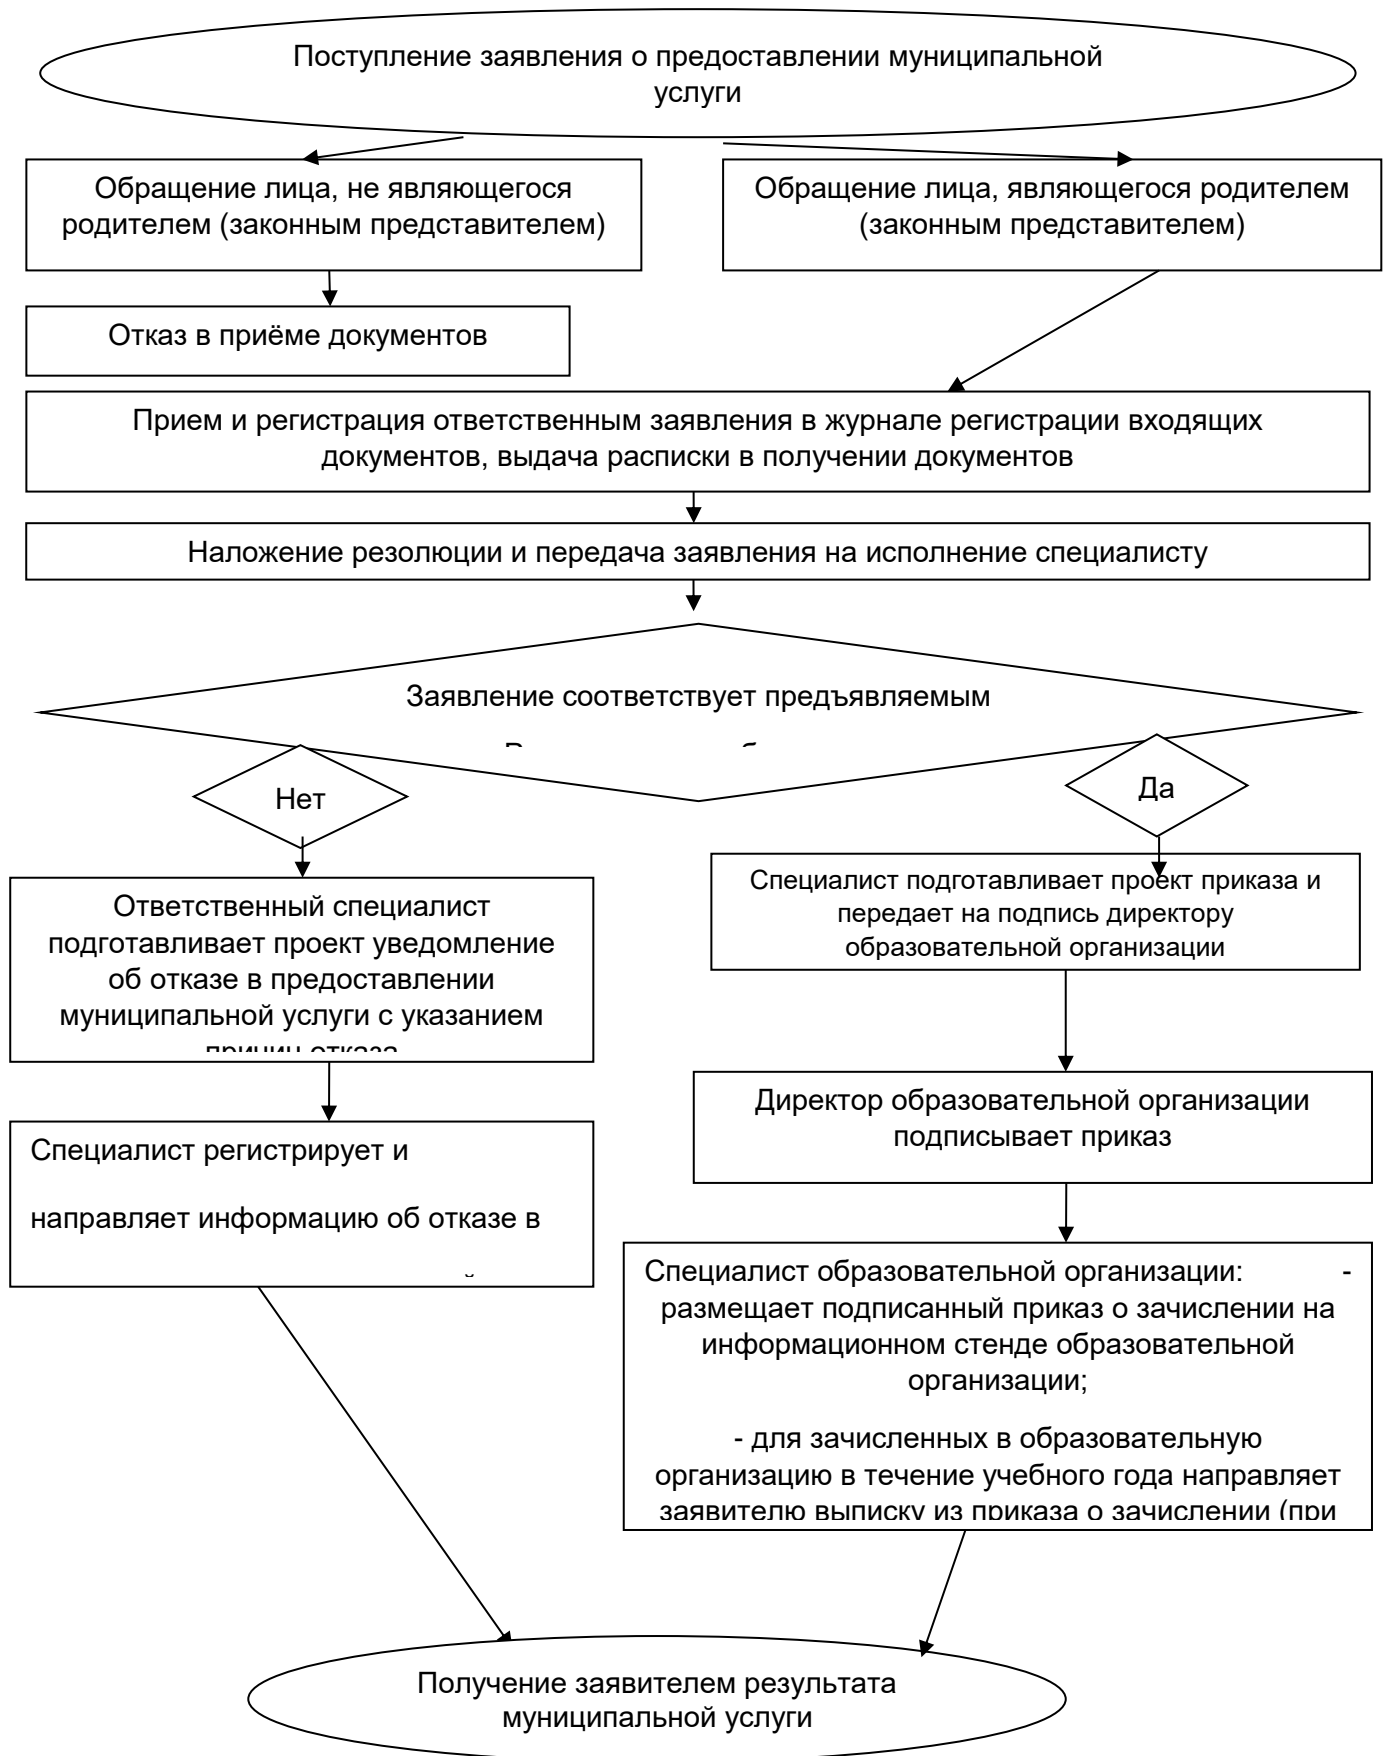 Поступление заявления о предоставлении муниципальной
услуги
Обращение лица, не являющегося
родителем (законным представителем)
Обращение лица, являющегося родителем
(законным представителем)
Отказ в приёме документов
Прием и регистрация ответственным заявления в журнале регистрации входящих
документов, выдача расписки в получении документов
Наложение резолюции и передача заявления на исполнение специалисту
Заявление соответствует предъявляемым
Нет
Да
Ответственный специалист
подготавливает проект уведомление
об отказе в предоставлении
муниципальной услуги с указанием
причин отказа
Специалист подготавливает проект приказа и
передает на подпись директору
образовательной организации
Директор образовательной организации
подписывает приказ
Специалист регистрирует и
направляет информацию об отказе в
Специалист образовательной организации: -
размещает подписанный приказ о зачислении на
информационном стенде образовательной
организации;
- для зачисленных в образовательную
организацию в течение учебного года направляет
заявителю выписку из приказа о зачислении (при
Получение заявителем результата
муниципальной услуги